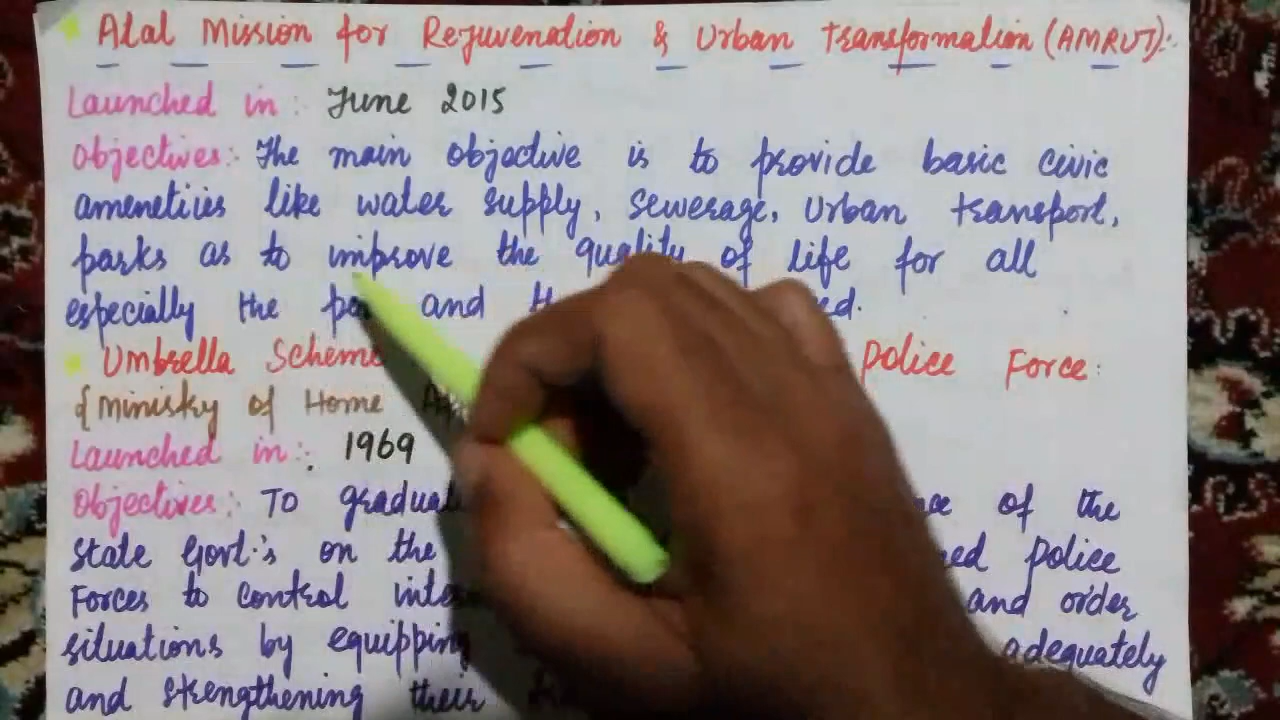 Atal Mission for Rejuvenation & Urban Transformation (AMRUT):
Launched in: June 2015
Objectives: The main objective is to provide basic civic
ameneties like water supply, sewerage, Urban transport,
parks as to improve the quality of life for all
especially the and
Umbrella Scheme Police Force:
{Ministry of Home
Launched in: 1969
Objectives: To of the
State Govt.'s on the Police
Forces to control and order
situations by equipping adequately
and strengthening their